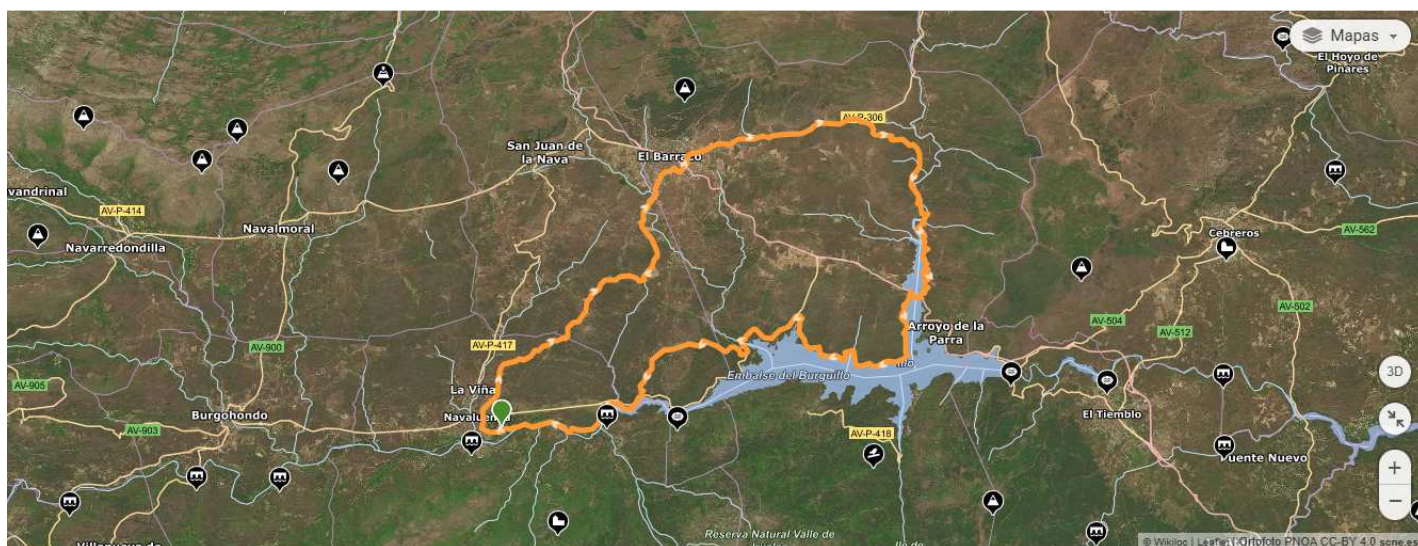 Mapas
El Hoyo de
Pinares
AV-P-306
San Juan de
la Nava
El Barraco
vandrinal
AV-P-414
Navalmoral
Navarredondilla
Cebreros
AV-562
AV-502
Arroyo de la
Parra
AV-504
AV-512
AV-P-417
AV-900
Embalse del Burguillo
llo
3D
AV-905
La Viña
Burgohondo
El Tiemblo
AV-903
AV-P-418
Puente Nuevo
+
−
Reserva Natural Valle de
© Wikiloc | Leaflet
Ortofoto PNOA CC-BY 4.0 scne.es